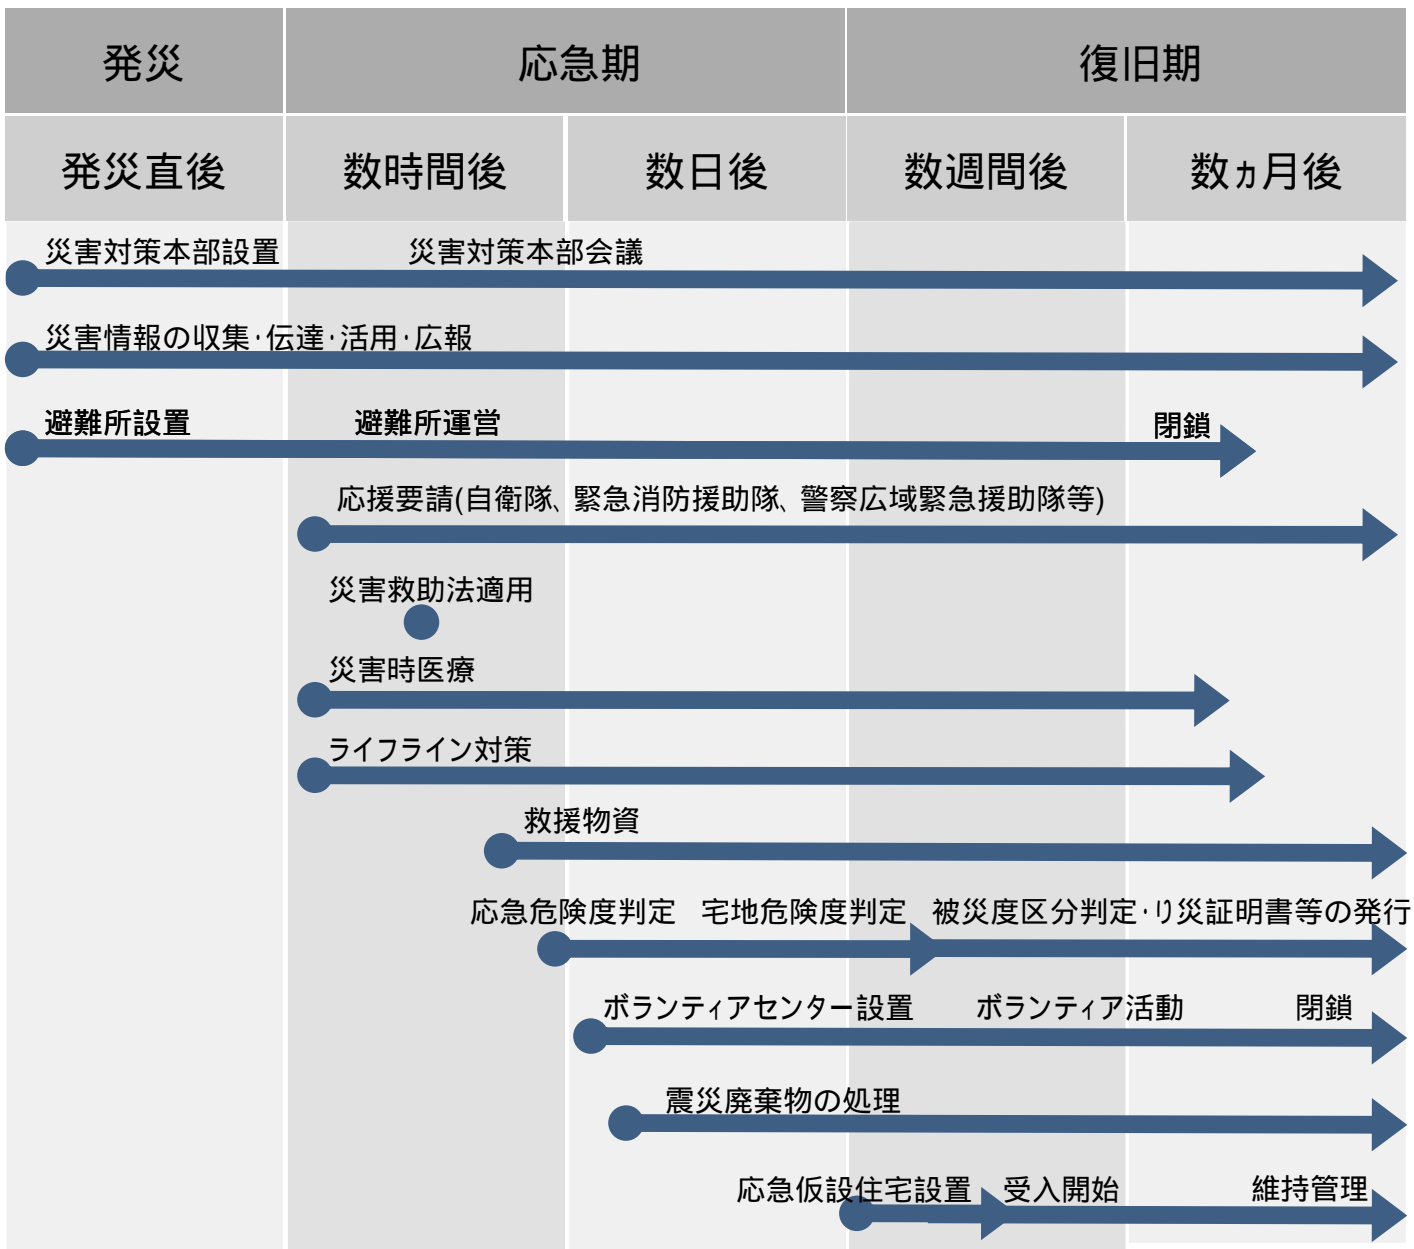 発災 応急期 復旧期
発災直後 数時間後 数日後 数週間後 数ヵ月後
災害対策本部設置 災害対策本部会議
災害情報の収集・伝達・活用・広報
避難所設置 避難所運営 閉鎖
応援要請(自衛隊、緊急消防援助隊、警察広域緊急援助隊等)
災害救助法適用
災害時医療
ライフライン対策
救援物資
応急危険度判定 宅地危険度判定 被災度区分判定・り災証明書等の発行
ボランティアセンター設置 ボランティア活動 閉鎖
震災廃棄物の処理
応急仮設住宅設置 受入開始 維持管理